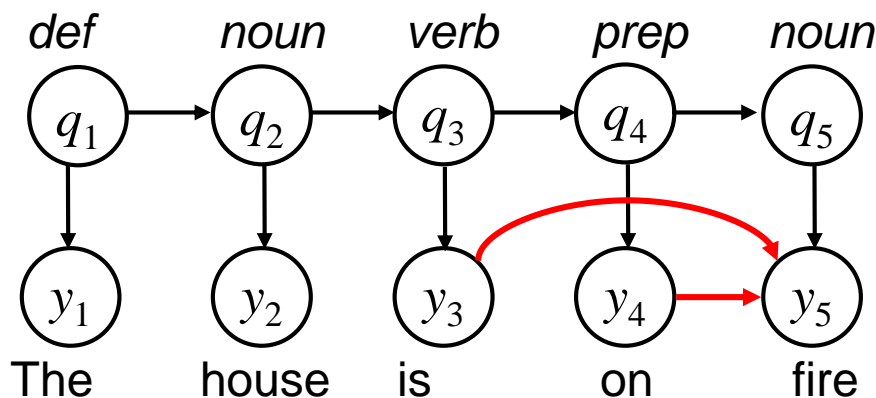 def noun verb prep noun
q1 q2 q3 q4 q5
y1 y2 y3 y4 y5
The house is on fire